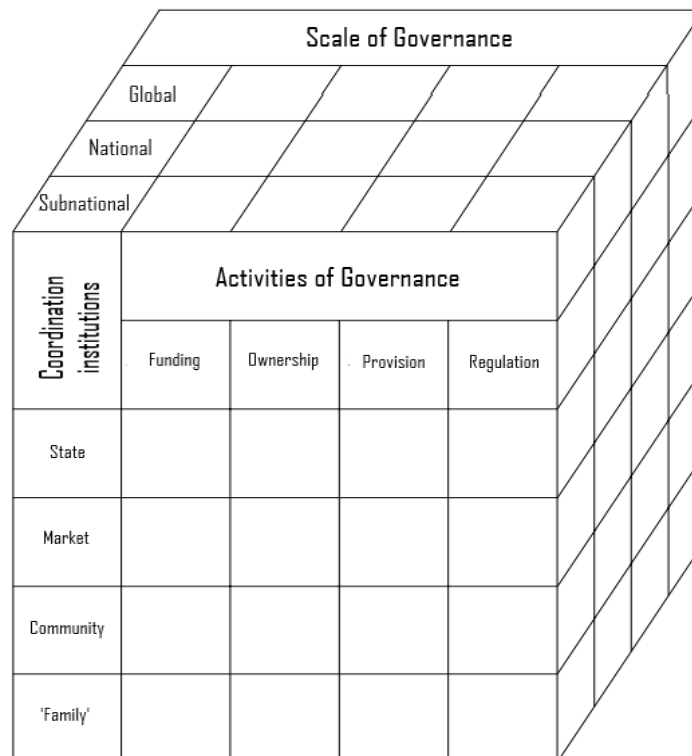 Scale of Governance
Global
National
Subnational
Coordination
institutions
Activities of Governance
Funding
Ownership
Provision
Regulation
State
Market
Community
'Family'